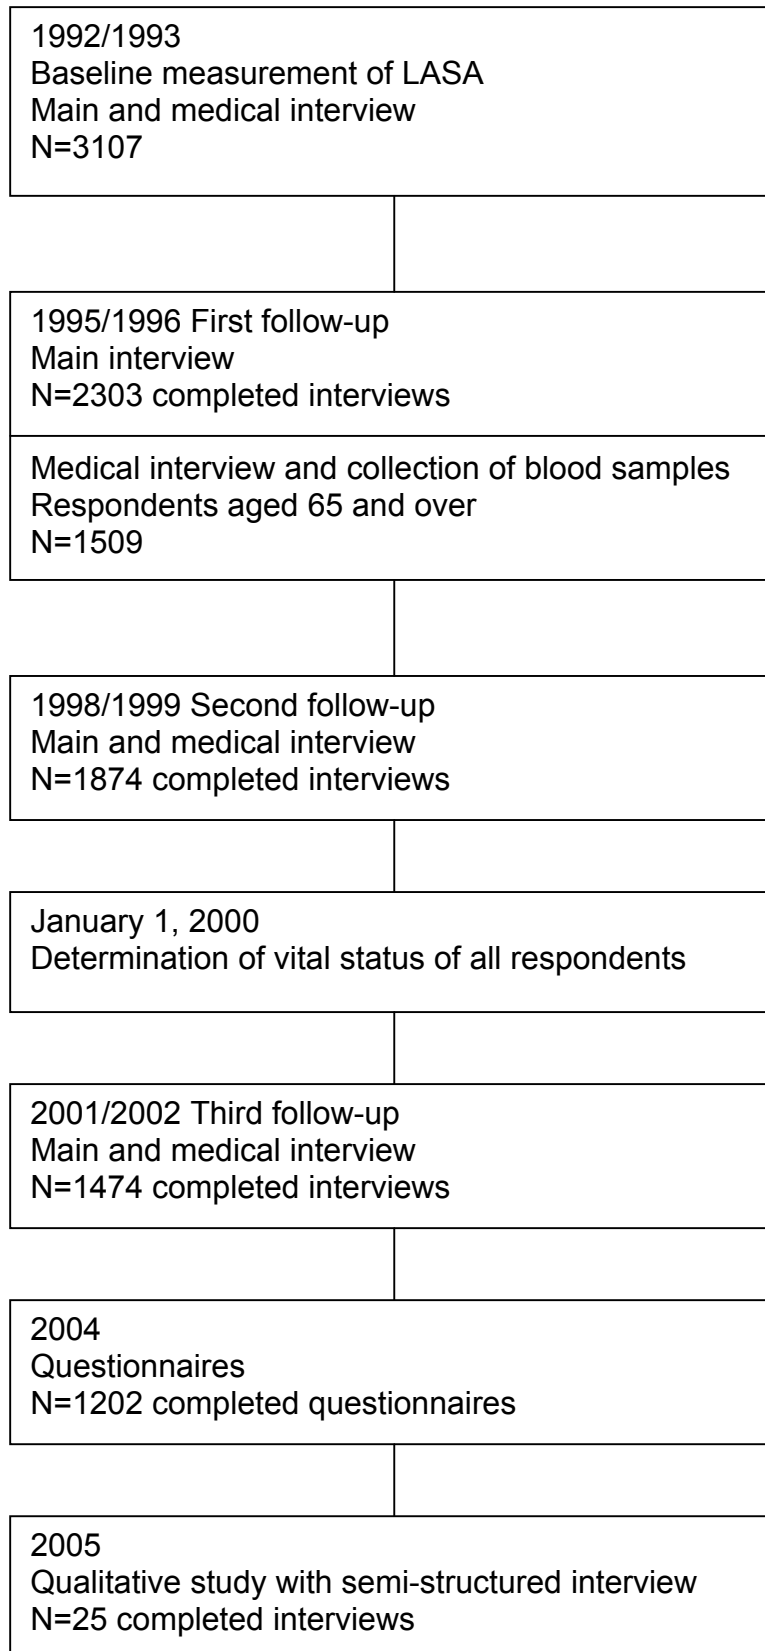 1992/1993
Baseline measurement of LASA
Main and medical interview
N=3107
1995/1996 First follow-up
Main interview
N=2303 completed interviews
Medical interview and collection of blood samples
Respondents aged 65 and over
N=1509
1998/1999 Second follow-up
Main and medical interview
N=1874 completed interviews
January 1, 2000
Determination of vital status of all respondents
2001/2002 Third follow-up
Main and medical interview
N=1474 completed interviews
2004
Questionnaires
N=1202 completed questionnaires
2005
Qualitative study with semi-structured interview
N=25 completed interviews